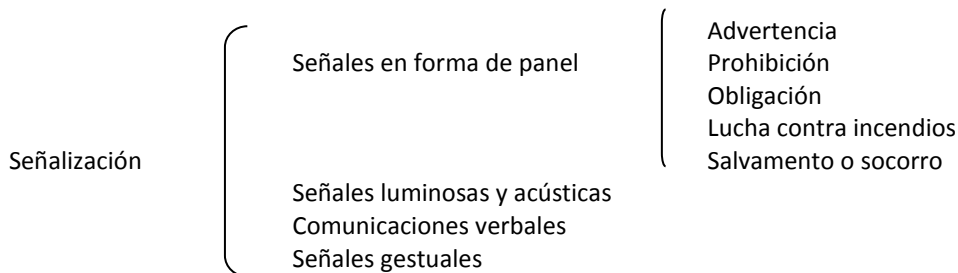 Señalización
Señales en forma de panel
Advertencia
Prohibición
Obligación
Lucha contra incendios
Salvamento o socorro
Señales luminosas y acústicas
Comunicaciones verbales
Señales gestuales